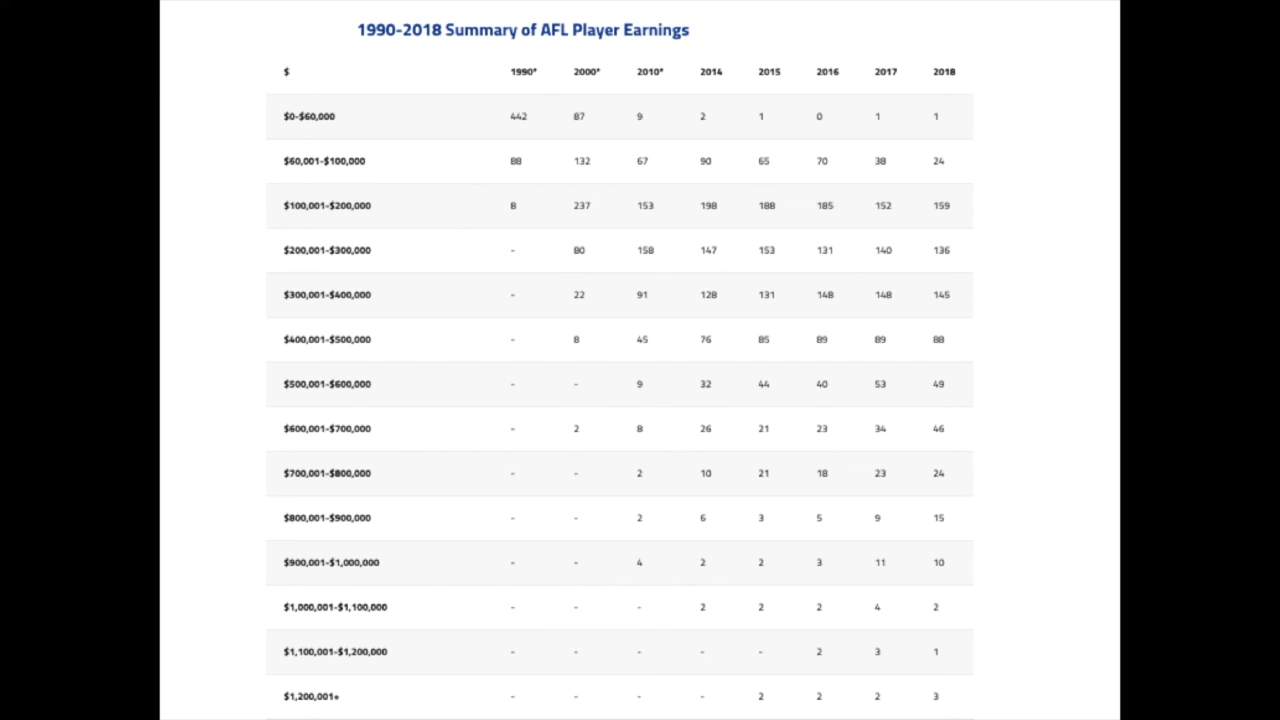 1990-2018 Summary of AFL Player Earnings
$ 1990* 2000* 2010* 2014 2015 2016 2017 2018
$0-$60,000 442 87 9 2 1 0 1 1
$60,001-$100,000 88 132 67 90 65 70 38 24
$100,001-$200,000 8 237 153 198 188 185 152 159
$200,001-$300,000 - 80 158 147 153 131 140 136
$300,001-$400,000 - 22 91 128 131 148 148 145
$400,001-$500,000 - 8 45 76 85 89 89 88
$500,001-$600,000 - - 9 32 44 40 53 49
$600,001-$700,000 - 2 8 26 21 23 34 46
$700,001-$800,000 - - 2 10 21 18 23 24
$800,001-$900,000 - - 2 6 3 5 9 15
$900,001-$1,000,000 - - 4 2 2 3 11 10
$1,000,001-$1,100,000 - - - 2 2 2 4 2
$1,100,001-$1,200,000 - - - - - 2 3 1
$1,200,001+ - - - - 2 2 2 3